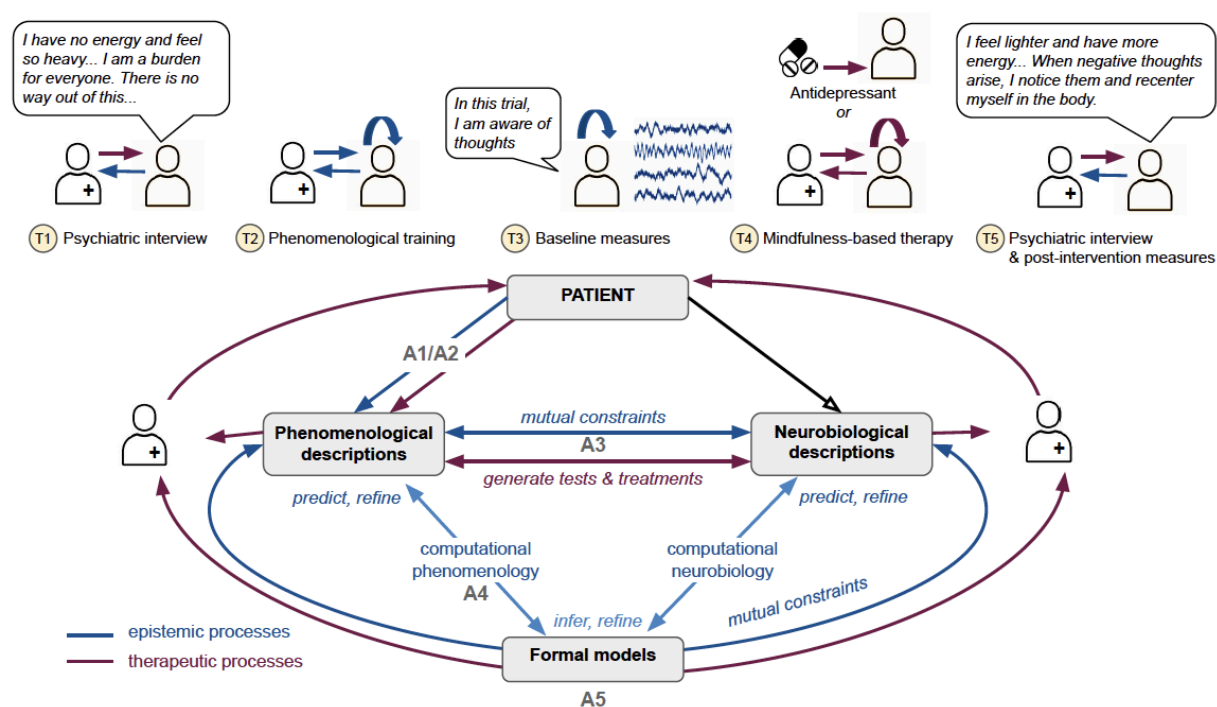 I have no energy and feel
so heavy... I am a burden
for everyone. There is no
way out of this...
In this trial,
I am aware of
thoughts
Antidepressant
or
I feel lighter and have more
energy... When negative thoughts
arise, I notice them and recenter
myself in the body.
T1 Psychiatric interview
T2 Phenomenological training
T3 Baseline measures
T4 Mindfulness-based therapy
T5 Psychiatric interview
& post-intervention measures
PATIENT
A1/A2
Phenomenological
descriptions
mutual constraints
A3
generate tests & treatments
Neurobiological
descriptions
predict, refine
predict, refine
computational
phenomenology
A4
computational
neurobiology
infer, refine
mutual constraints
epistemic processes
therapeutic processes
Formal models
A5